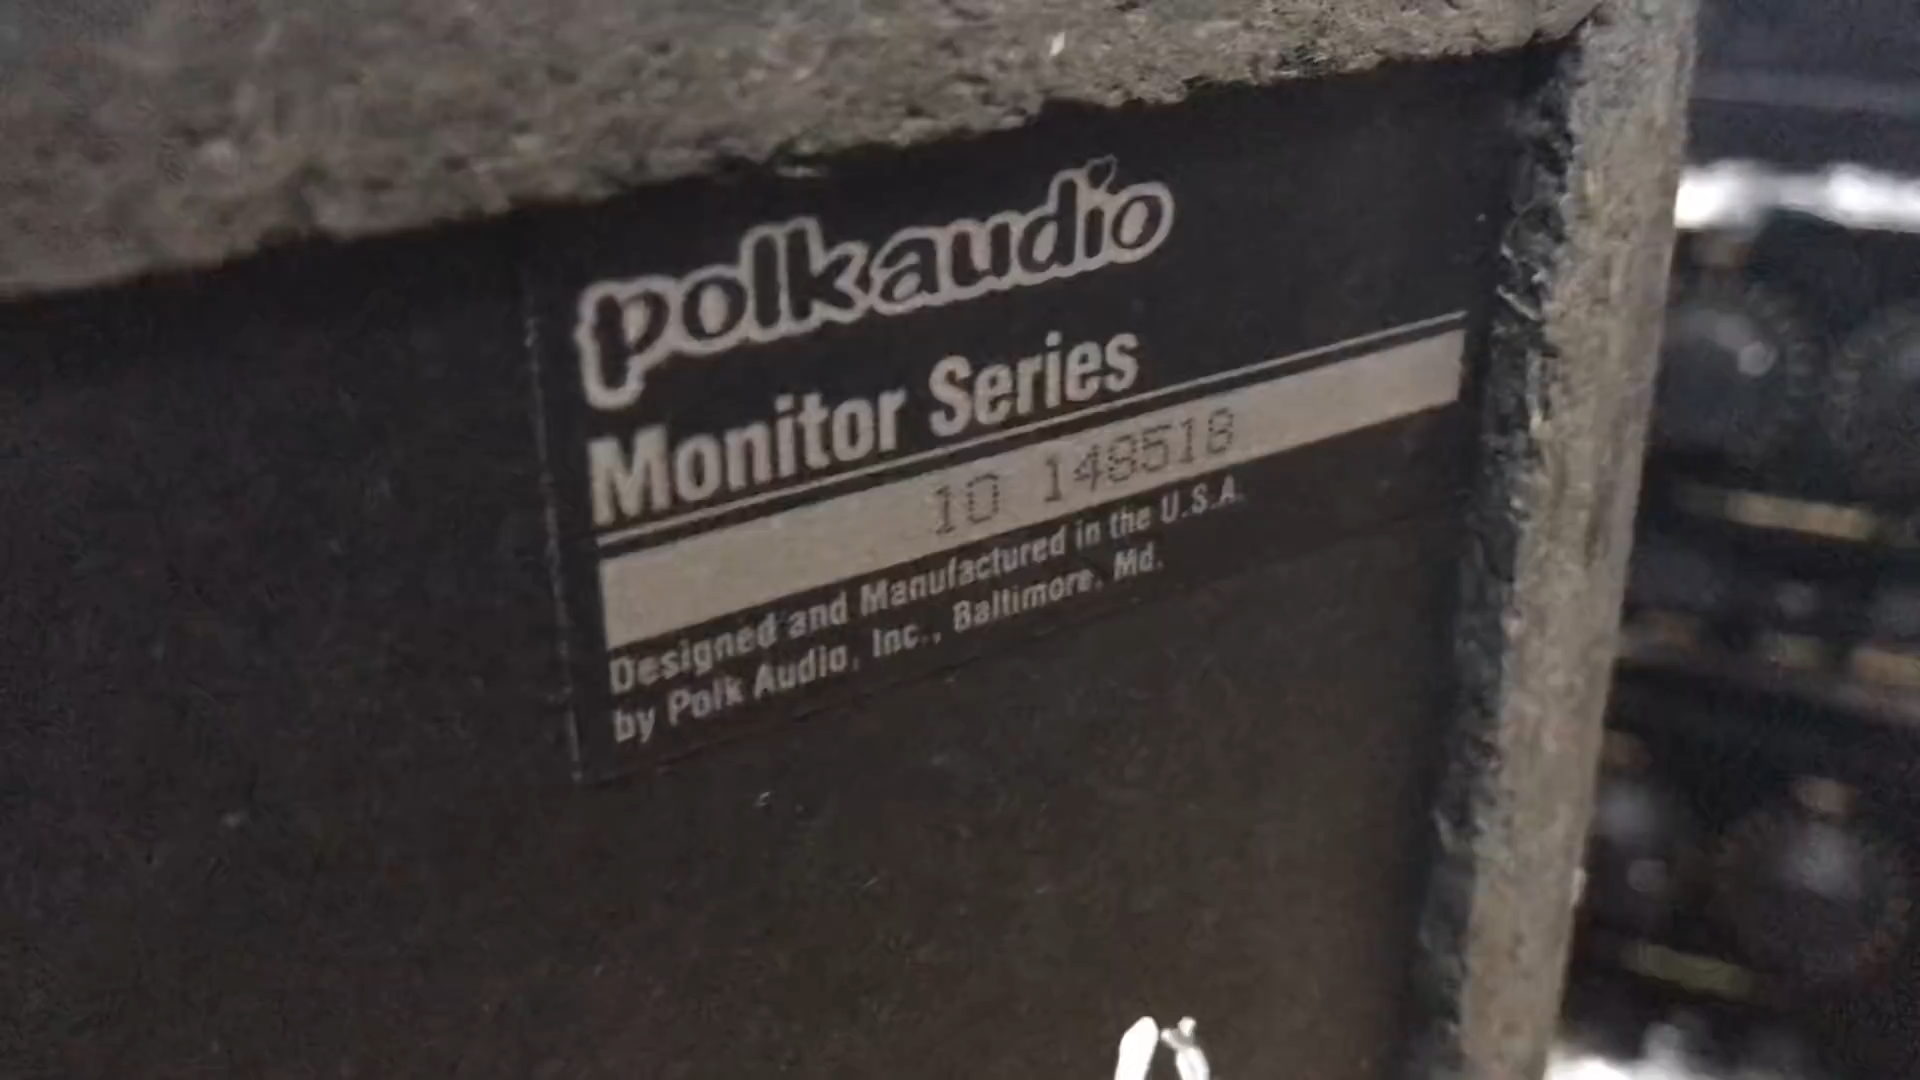 polkaudio
Monitor Series
10 148518
Designed and Manufactured in the U.S.A.
by Polk Audio, Inc., Baltimore, Md.